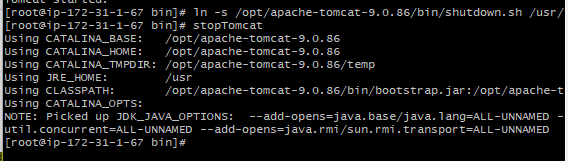 Tomcat started.
[root@ip-172-31-1-67 bin]# ln -s /opt/apache-tomcat-9.0.86/bin/shutdown.sh /usr/
[root@ip-172-31-1-67 bin]# stopTomcat
Using CATALINA_BASE:   /opt/apache-tomcat-9.0.86
Using CATALINA_HOME:   /opt/apache-tomcat-9.0.86
Using CATALINA_TMPDIR: /opt/apache-tomcat-9.0.86/temp
Using JRE_HOME:        /usr
Using CLASSPATH:       /opt/apache-tomcat-9.0.86/bin/bootstrap.jar:/opt/apache-t
Using CATALINA_OPTS:
NOTE: Picked up JDK_JAVA_OPTIONS:  --add-opens=java.base/java.lang=ALL-UNNAMED -
util.concurrent=ALL-UNNAMED --add-opens=java.rmi/sun.rmi.transport=ALL-UNNAMED
[root@ip-172-31-1-67 bin]#